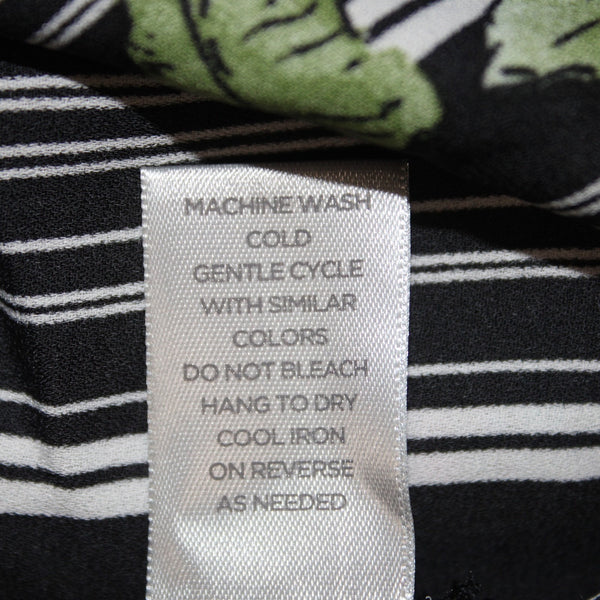 MACHINE WASH
COLD
GENTLE CYCLE
WITH SIMILAR
COLORS
DO NOT BLEACH
HANG TO DRY
COOL IRON
ON REVERSE
AS NEEDED